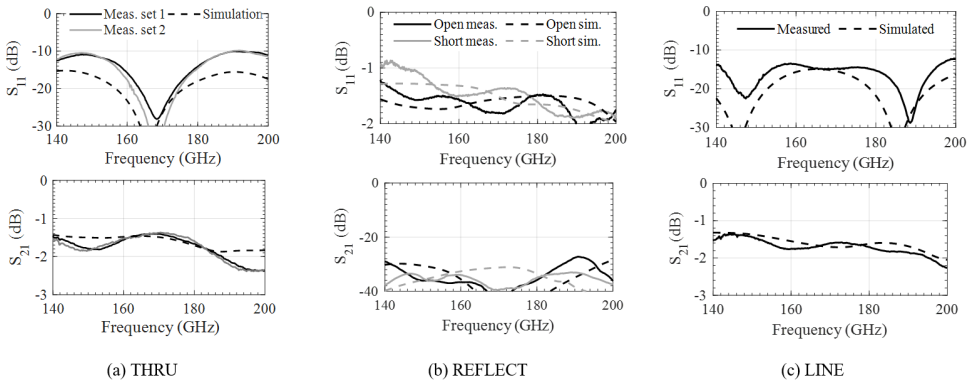 S11 (dB)
0
-10
-20
-30
Meas. set 1
Simulation
Meas. set 2
140
160
180
200
Frequency (GHz)
S11 (dB)
0
-1
-2
Open meas.
Open sim.
Short meas.
Short sim.
140
160
180
200
Frequency (GHz)
S11 (dB)
0
-10
-20
-30
Measured
Simulated
140
160
180
200
Frequency (GHz)
S21 (dB)
0
-1
-2
-3
140
160
180
200
Frequency (GHz)
S21 (dB)
0
-20
-40
140
160
180
200
Frequency (GHz)
S21 (dB)
0
-1
-2
-3
140
160
180
200
Frequency (GHz)
(a) THRU
(b) REFLECT
(c) LINE